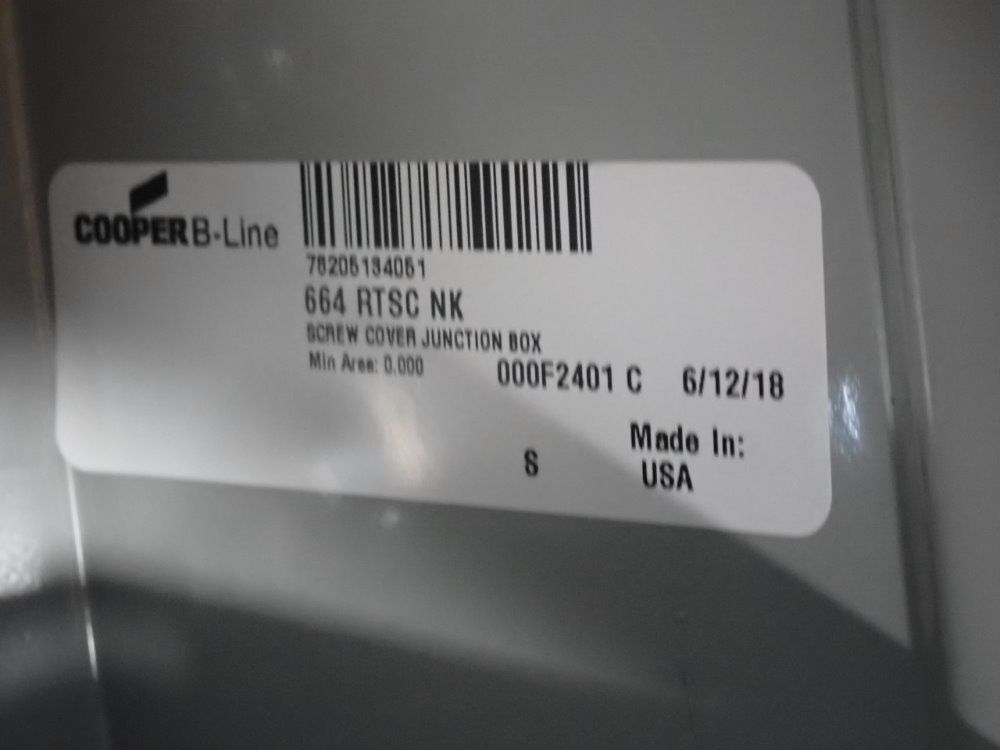 COOPER B-Line
78205134051
664 RTSC NK
SCREW COVER JUNCTION BOX
Min Area: 0.000
000F2401 C 6/12/18
S
Made In:
USA